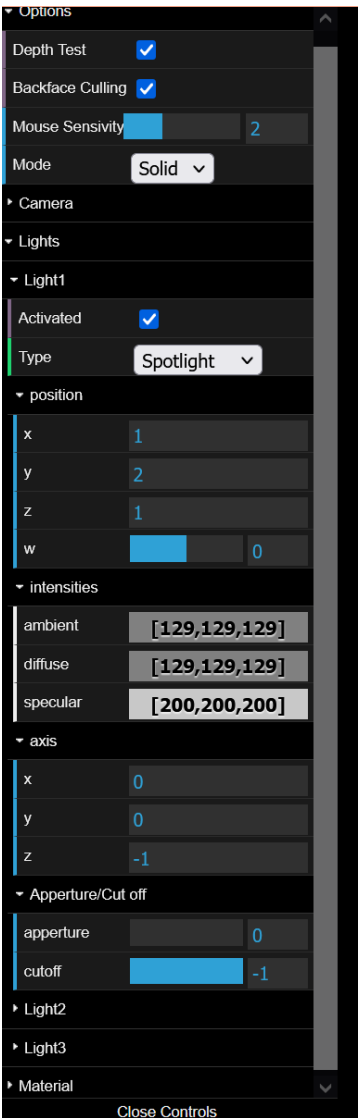 Options
Depth Test
Backface Culling
Mouse Sensivity 2
Mode Solid
Camera
Lights
Light1
Activated
Type Spotlight
position
x 1
y 2
z 1
w 0
intensities
ambient [129,129,129]
diffuse [129,129,129]
specular [200,200,200]
axis
x 0
y 0
z -1
Apperture/Cut off
apperture 0
cutoff -1
Light2
Light3
Material
Close Controls